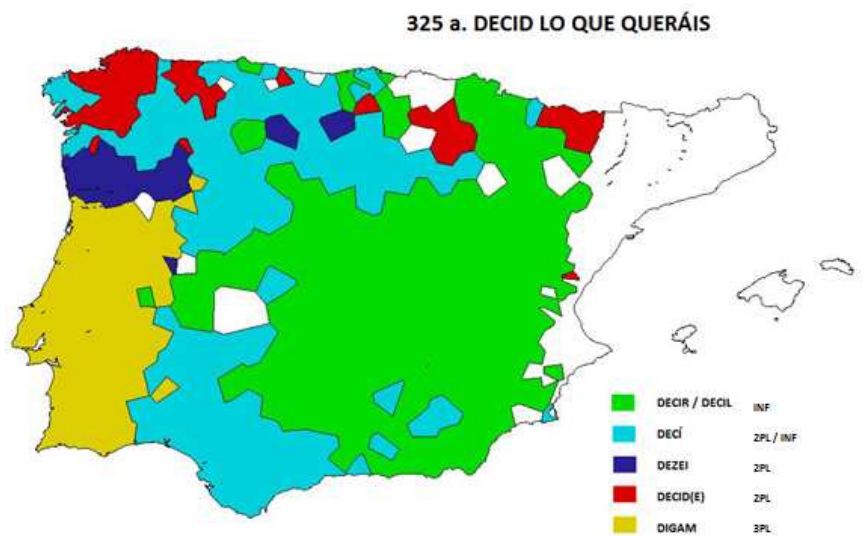 325 a. DECID LO QUE QUERÁIS
DECIR / DECIL INF
DECÍ 2PL / INF
DEZEI 2PL
DECID(E) 2PL
DIGAM 3PL